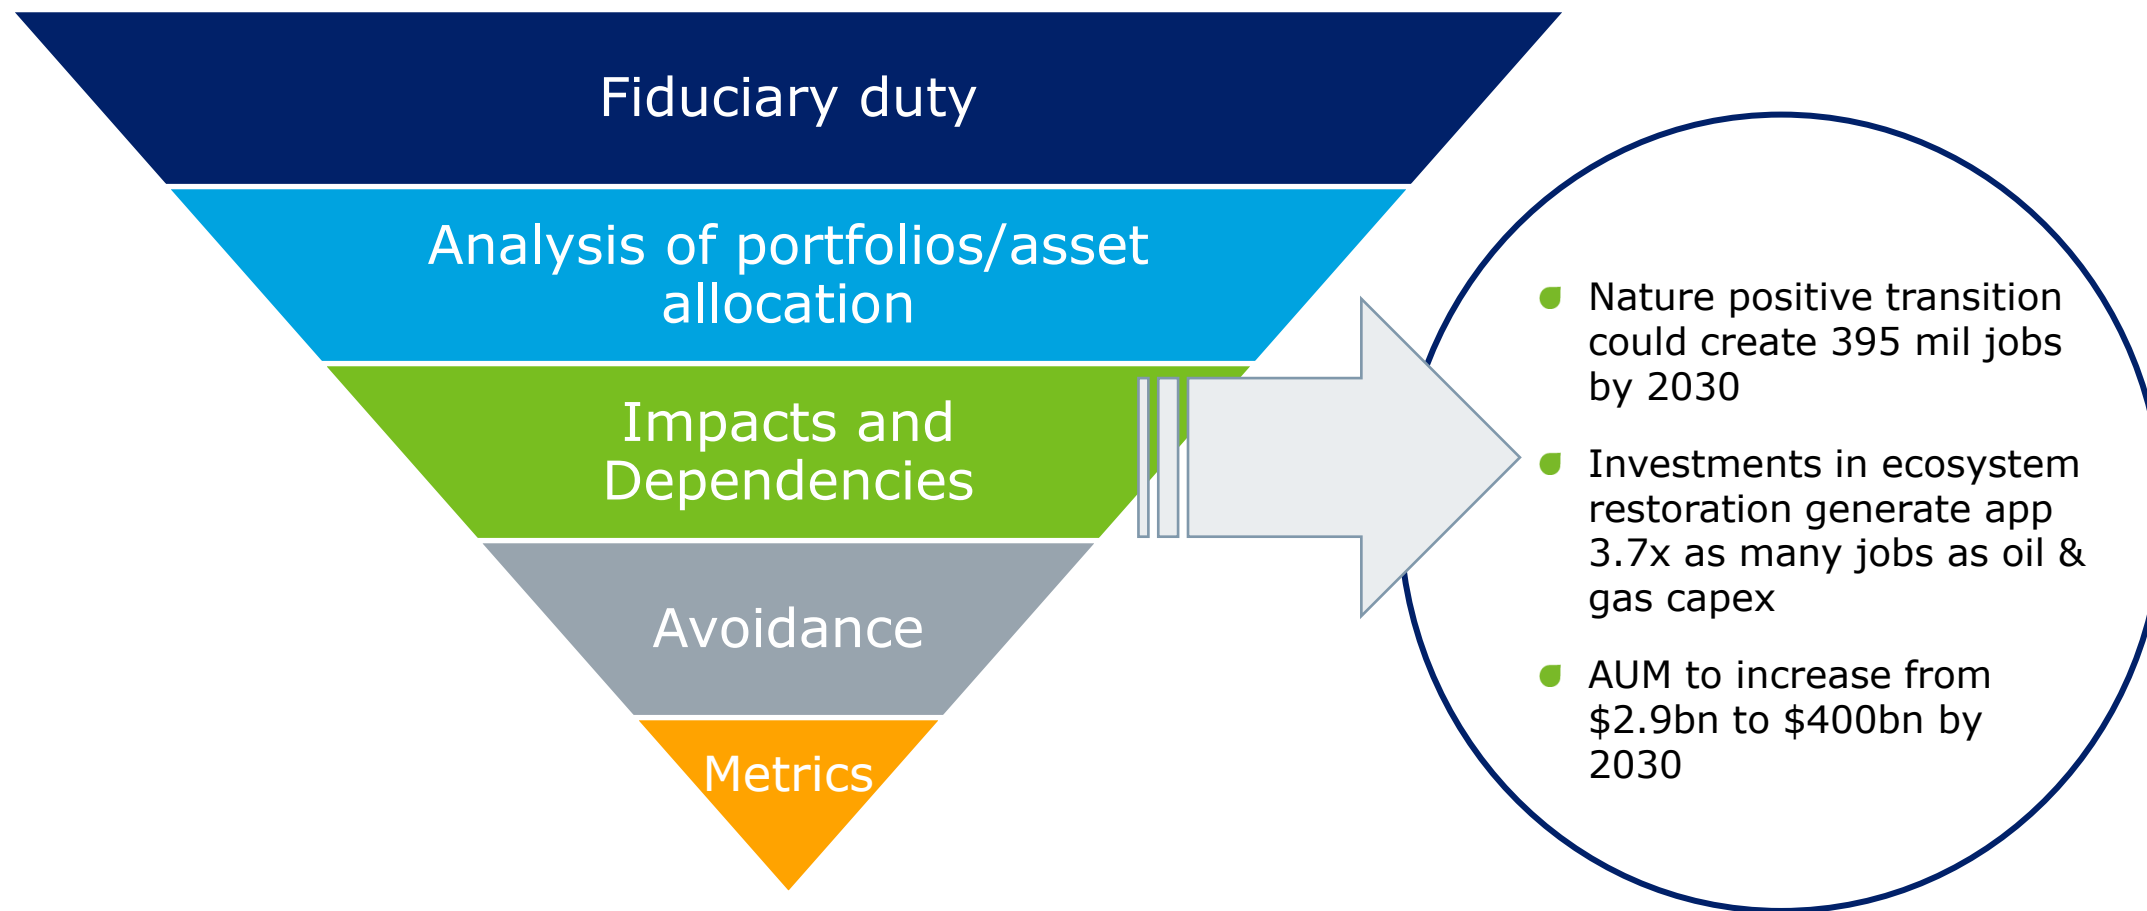 Fiduciary duty
Analysis of portfolios/asset
allocation
Impacts and
Dependencies
Avoidance
Metrics
Nature positive transition
could create 395 mil jobs
by 2030
Investments in ecosystem
restoration generate app
3.7x as many jobs as oil &
gas capex
AUM to increase from
$2.9bn to $400bn by
2030